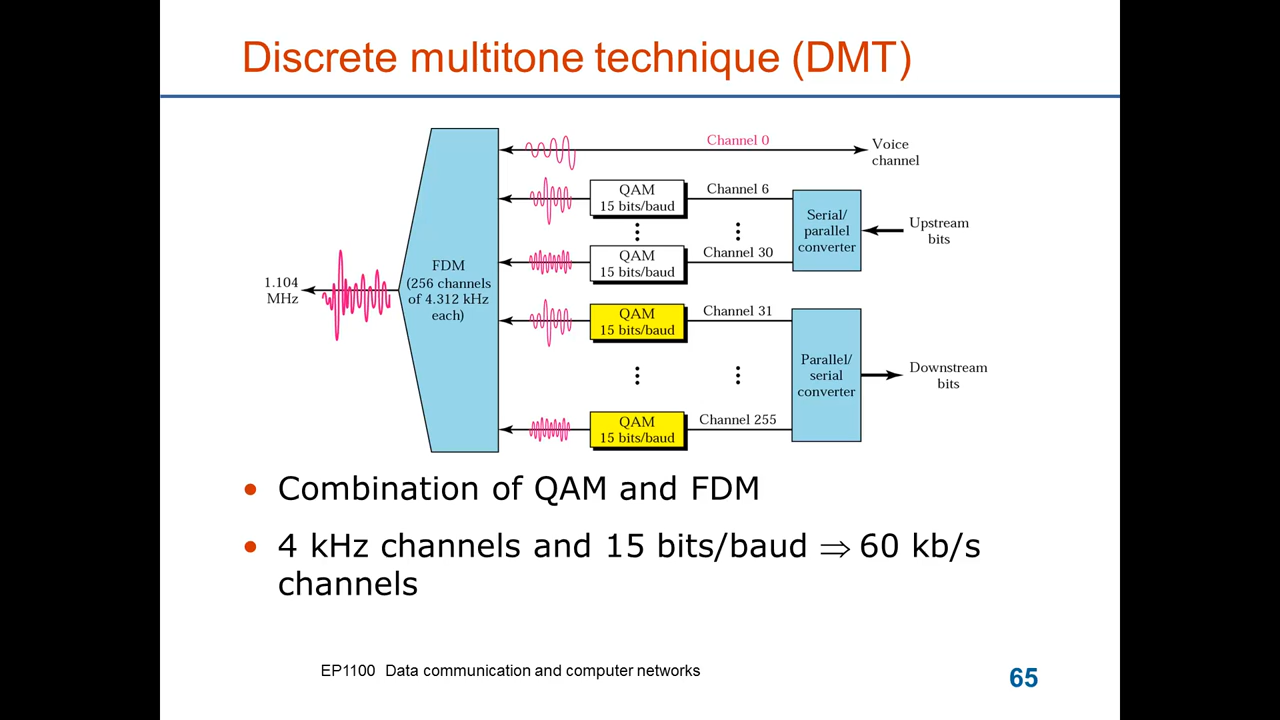 Discrete multitone technique (DMT)
Channel 0
Voice
channel
QAM
15 bits/baud
Channel 6
Serial/
parallel
converter
Upstream
bits
QAM
15 bits/baud
Channel 30
1.104
MHz
FDM
(256 channels
of 4.312 kHz
each)
QAM
15 bits/baud
Channel 31
Parallel/
serial
converter
Downstream
bits
QAM
15 bits/baud
Channel 255
• Combination of QAM and FDM
• 4 kHz channels and 15 bits/baud ⇒ 60 kb/s
channels
EP1100 Data communication and computer networks
65